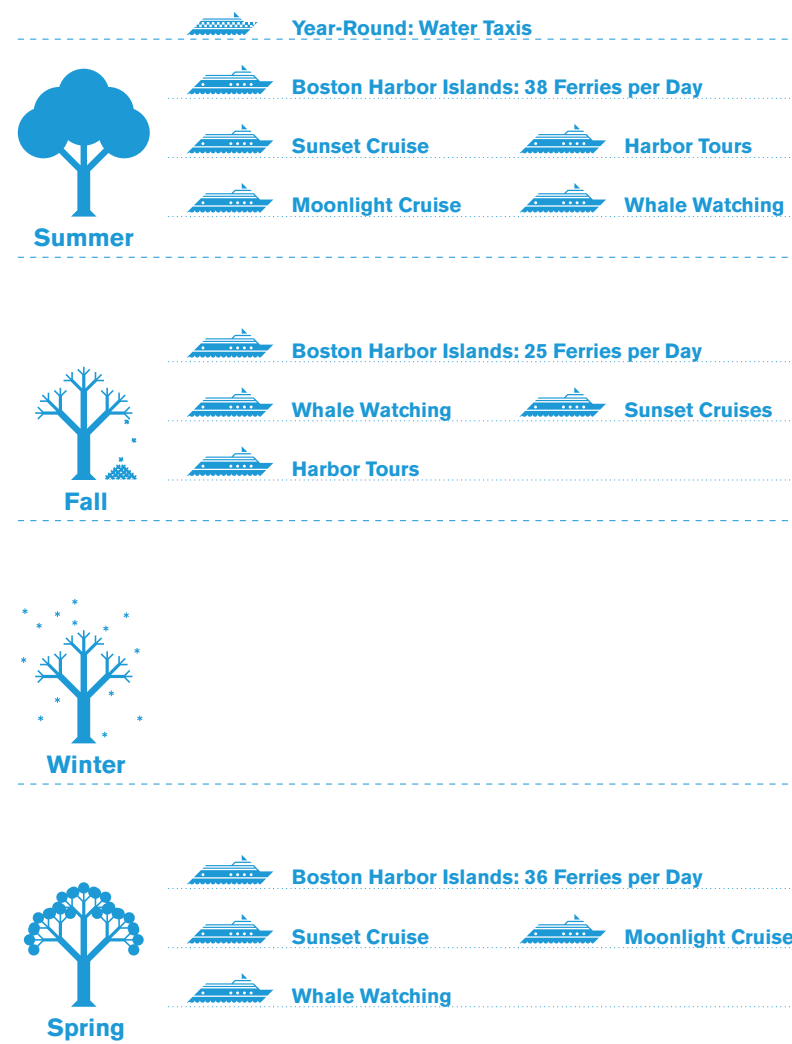 Year-Round: Water Taxis
Boston Harbor Islands: 38 Ferries per Day
Sunset Cruise
Harbor Tours
Moonlight Cruise
Whale Watching
Summer
Boston Harbor Islands: 25 Ferries per Day
Whale Watching
Sunset Cruises
Harbor Tours
Fall
Winter
Boston Harbor Islands: 36 Ferries per Day
Sunset Cruise
Moonlight Cruise
Whale Watching
Spring